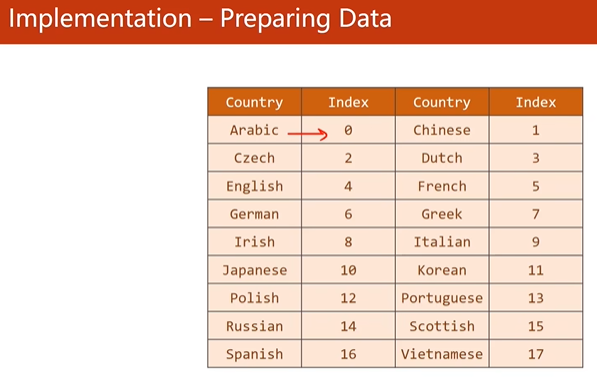 Implementation – Preparing Data
Country Index Country Index
Arabic 0 Chinese 1
Czech 2 Dutch 3
English 4 French 5
German 6 Greek 7
Irish 8 Italian 9
Japanese 10 Korean 11
Polish 12 Portuguese 13
Russian 14 Scottish 15
Spanish 16 Vietnamese 17